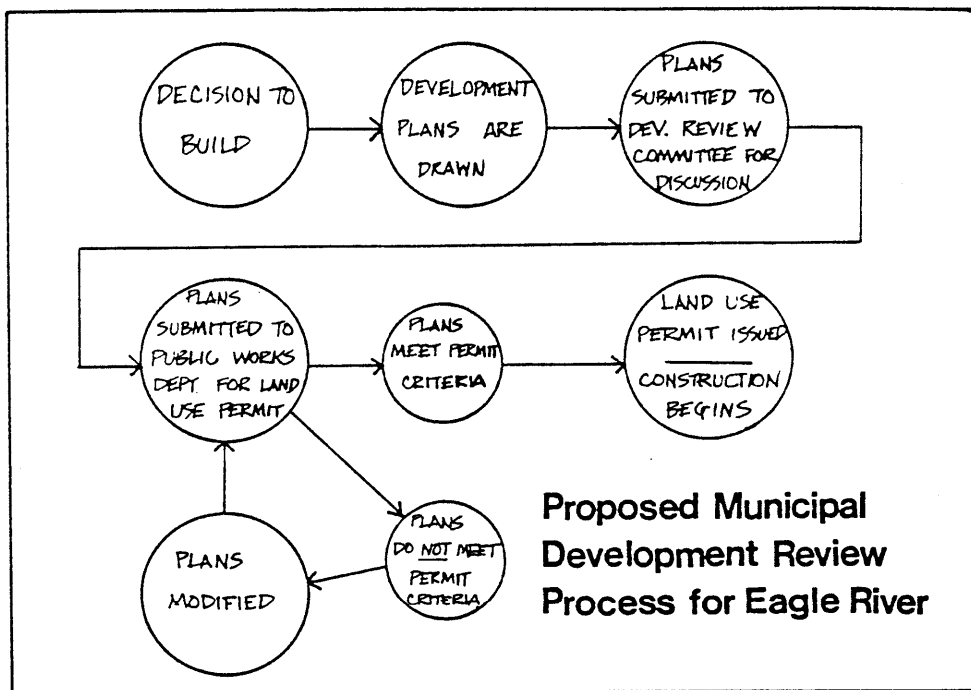 DECISION TO
BUILD
DEVELOPMENT
PLANS ARE
DRAWN
PLANS
SUBMITTED TO
DEV. REVIEW
COMMITTEE FOR
DISCUSSION
PLANS
SUBMITTED TO
PUBLIC WORKS
DEPT. FOR LAND
USE PERMIT
PLANS
MEET PERMIT
CRITERIA
LAND USE
PERMIT ISSUED
CONSTRUCTION
BEGINS
PLANS
DO NOT MEET
PERMIT
CRITERIA
PLANS
MODIFIED
Proposed Municipal
Development Review
Process for Eagle River